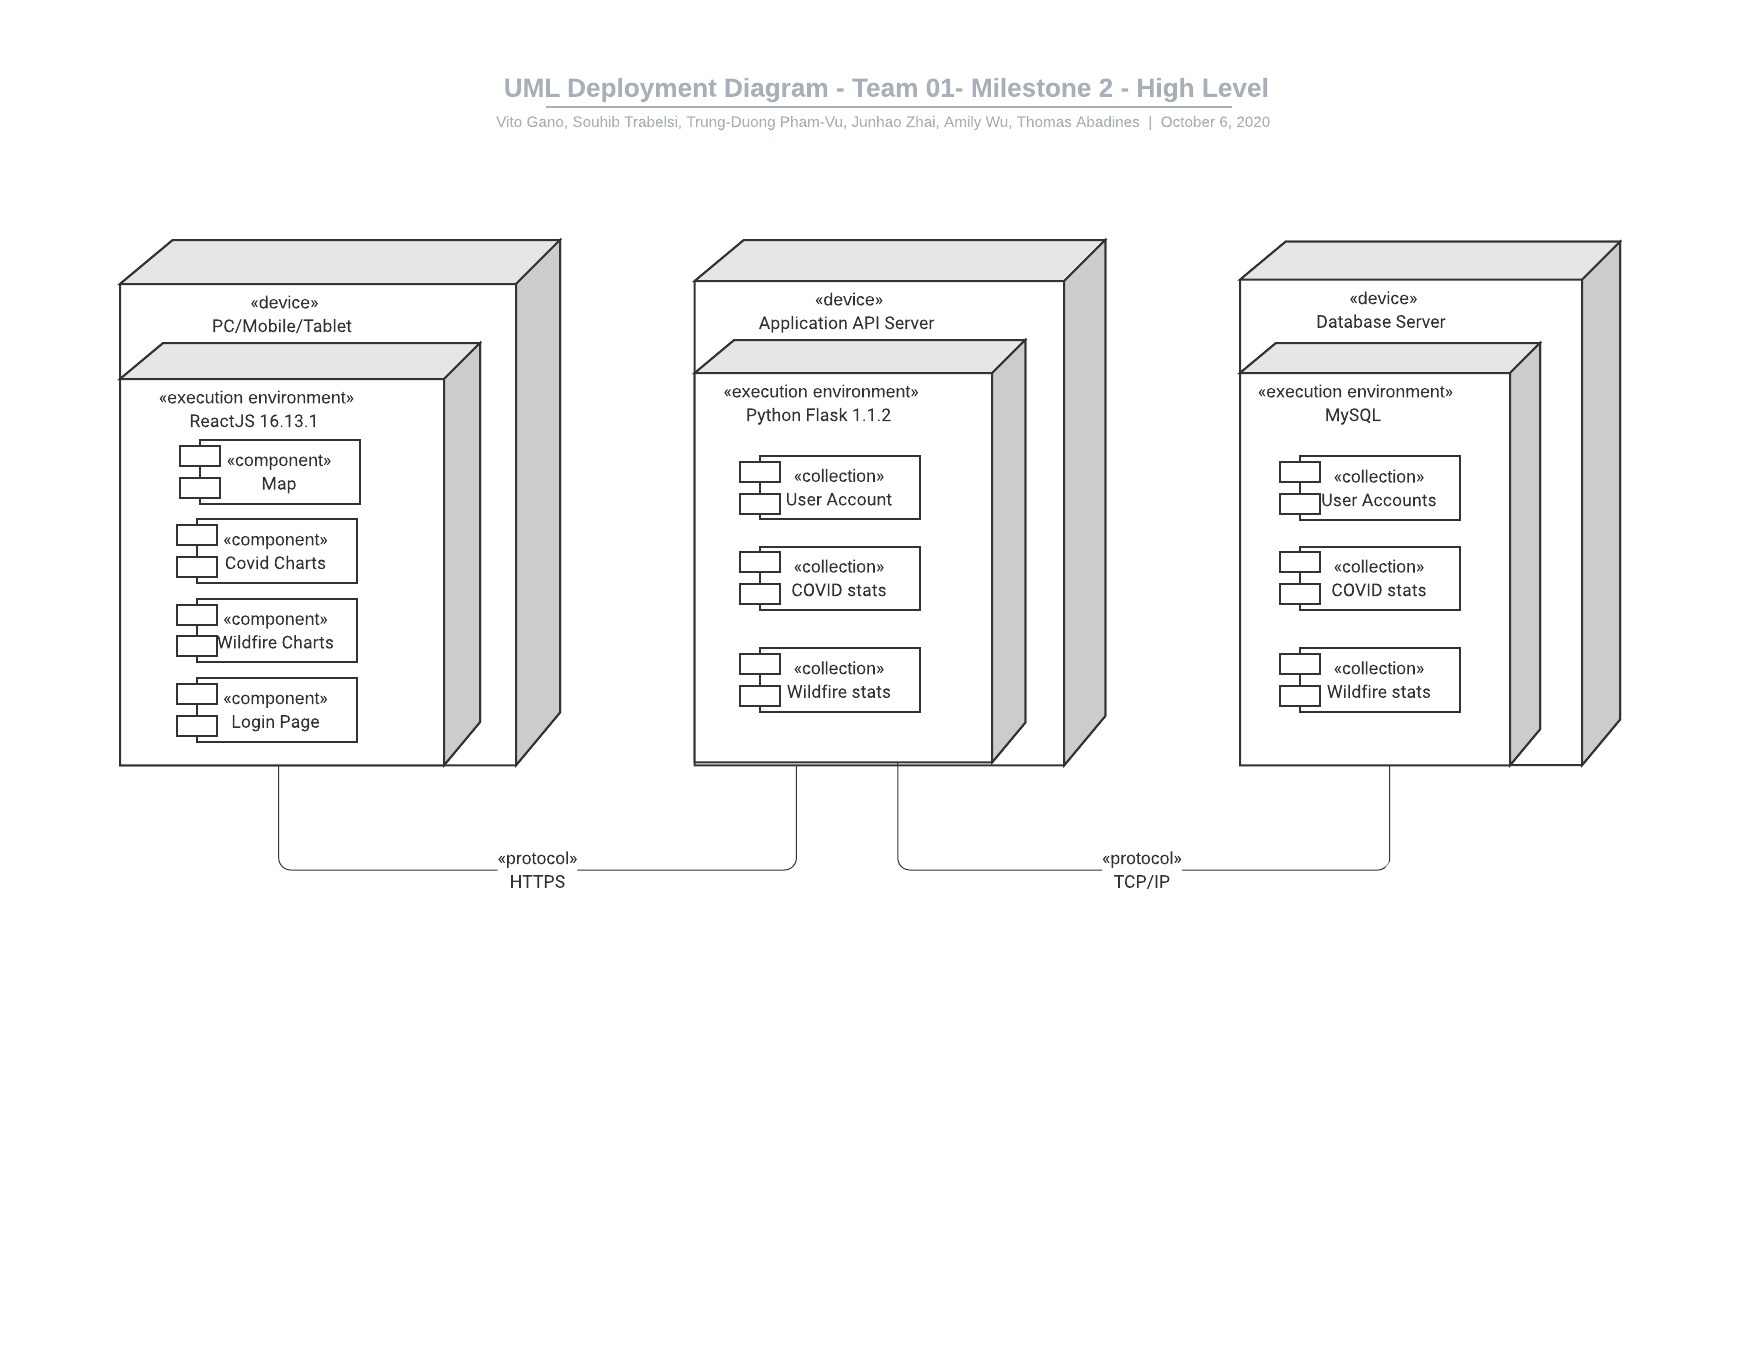 UML Deployment Diagram - Team 01- Milestone 2 - High Level
Vito Gano, Souhib Trabelsi, Trung-Duong Pham-Vu, Junhao Zhai, Amily Wu, Thomas Abadines | October 6, 2020
«device»
PC/Mobile/Tablet
«execution environment»
ReactJS 16.13.1
«component»
Map
«component»
Covid Charts
«component»
Wildfire Charts
«component»
Login Page
«device»
Application API Server
«execution environment»
Python Flask 1.1.2
«collection»
User Account
«collection»
COVID stats
«collection»
Wildfire stats
«device»
Database Server
«execution environment»
MySQL
«collection»
User Accounts
«collection»
COVID stats
«collection»
Wildfire stats
«protocol»
HTTPS
«protocol»
TCP/IP